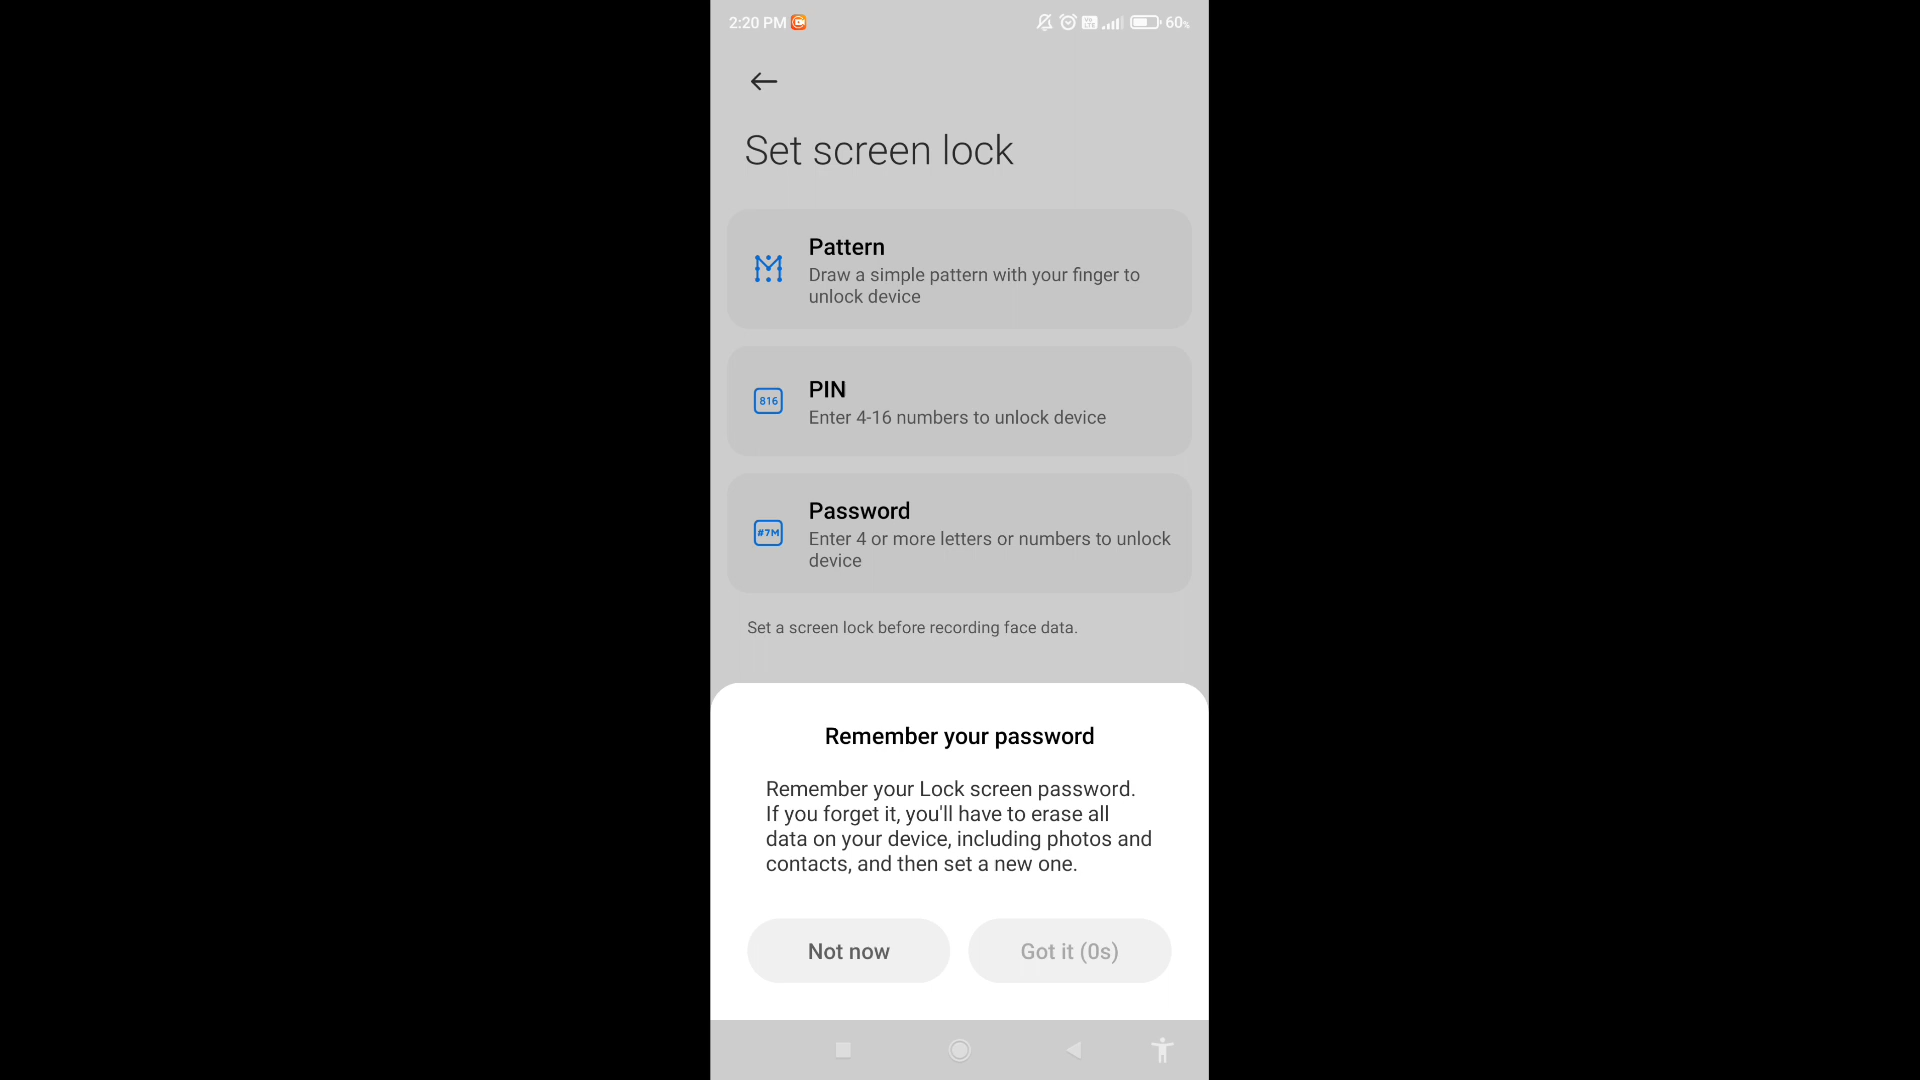 2:20 PM 60%
Set screen lock
Pattern
Draw a simple pattern with your finger to
unlock device
816
PIN
Enter 4-16 numbers to unlock device
#7M
Password
Enter 4 or more letters or numbers to unlock
device
Set a screen lock before recording face data.
Remember your password
Remember your Lock screen password.
If you forget it, you'll have to erase all
data on your device, including photos and
contacts, and then set a new one.
Not now
Got it (0s)